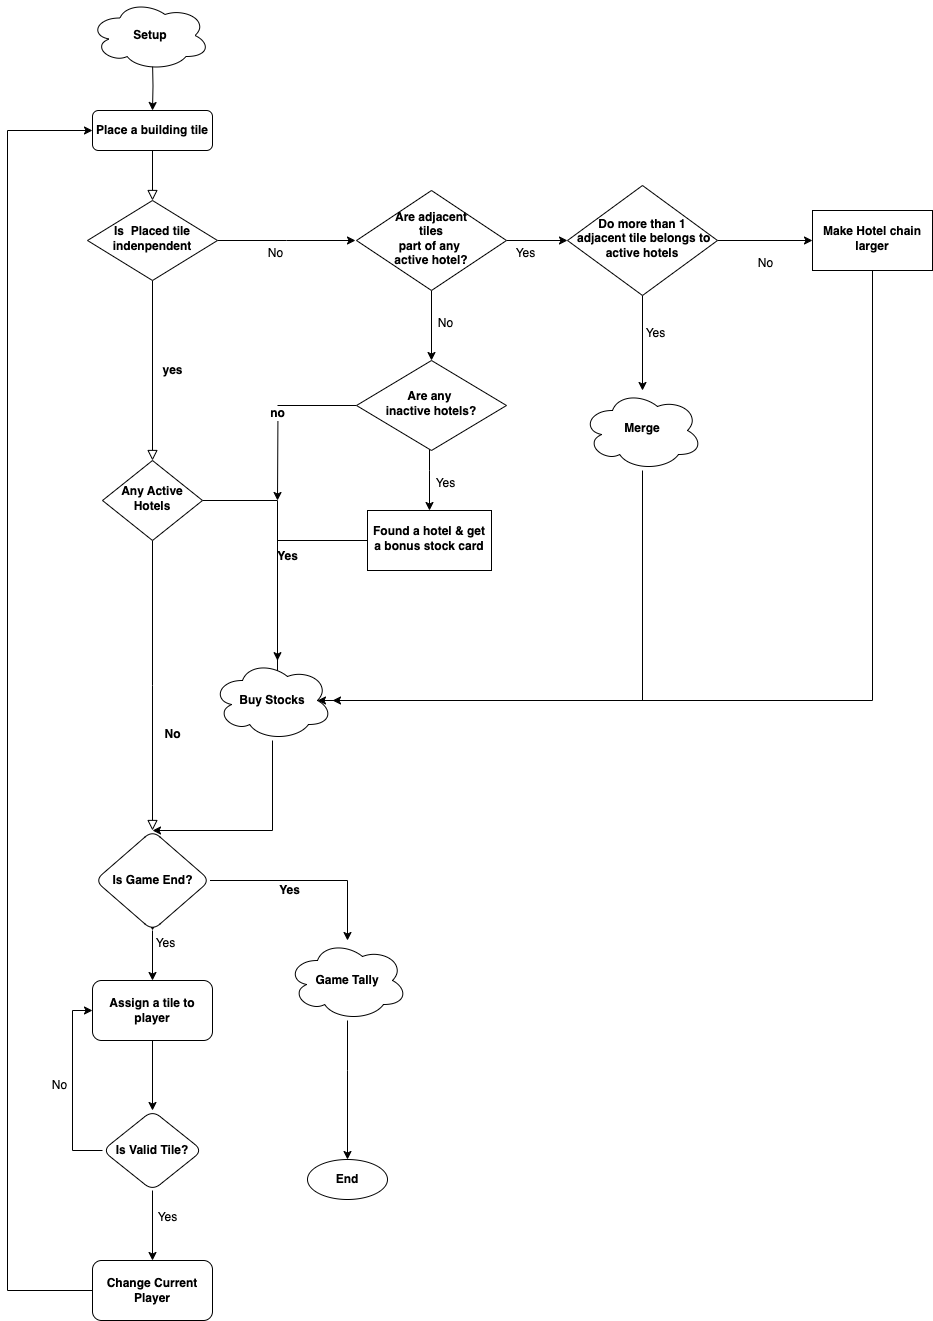 Setup
Place a building tile
Is Placed tile
indenpendent
No
Are adjacent
tiles
part of any
active hotel?
Yes
Do more than 1
adjacent tile belongs to
active hotels
No
Make Hotel chain
larger
No
Yes
yes
Are any
inactive hotels?
no
Merge
Yes
Any Active
Hotels
Found a hotel & get
a bonus stock card
Yes
Buy Stocks
No
Is Game End?
Yes
Yes
Game Tally
Assign a tile to
player
No
Is Valid Tile?
End
Yes
Change Current
Player